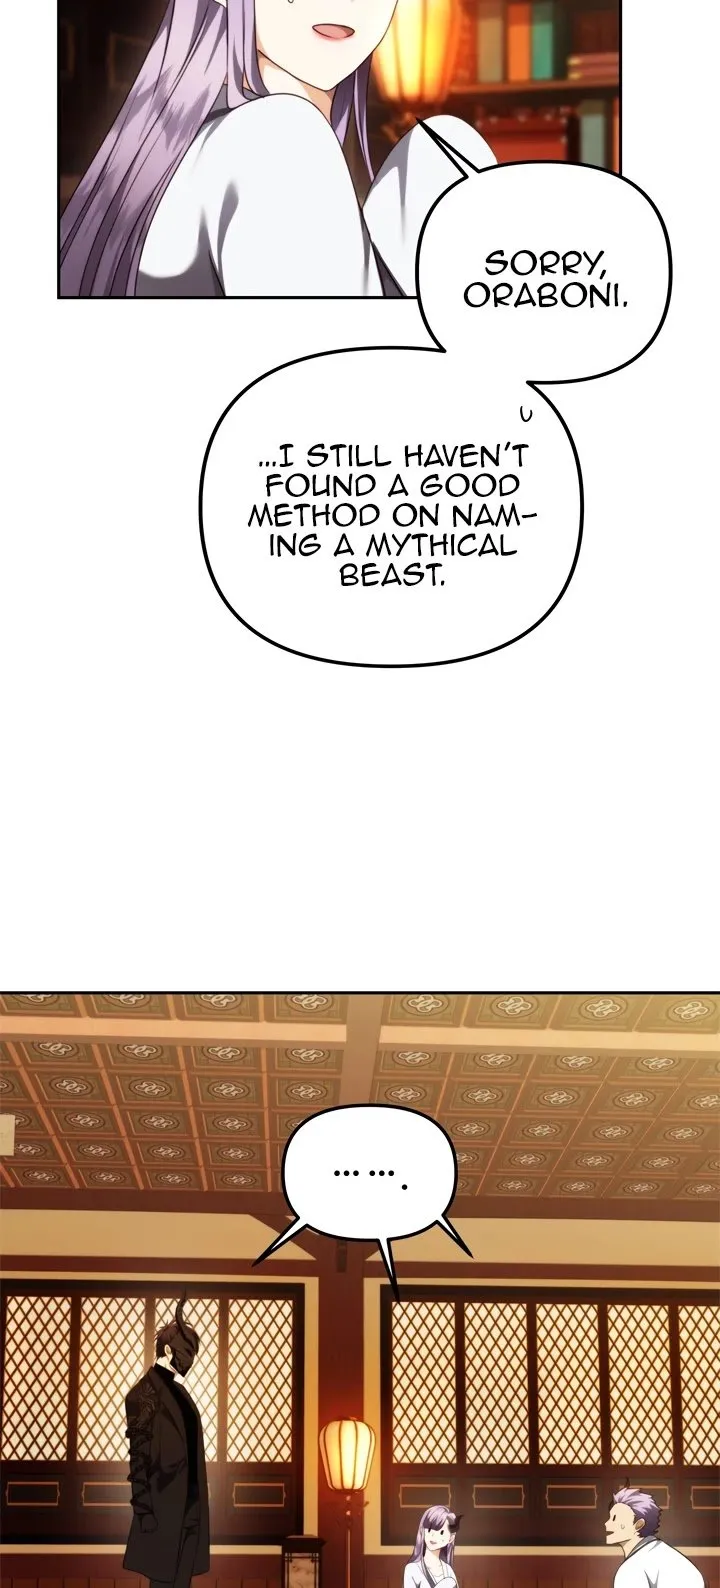 SORRY,
ORABONI.
...I STILL HAVEN'T
FOUND A GOOD
METHOD ON NAM-
ING A MYTHICAL
BEAST.
... ... .